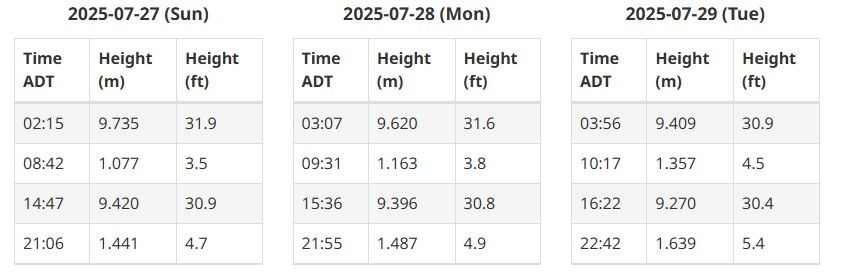 2025-07-27 (Sun)
Time ADT Height (m) Height (ft)
02:15 9.735 31.9
08:42 1.077 3.5
14:47 9.420 30.9
21:06 1.441 4.7
2025-07-28 (Mon)
Time ADT Height (m) Height (ft)
03:07 9.620 31.6
09:31 1.163 3.8
15:36 9.396 30.8
21:55 1.487 4.9
2025-07-29 (Tue)
Time ADT Height (m) Height (ft)
03:56 9.409 30.9
10:17 1.357 4.5
16:22 9.270 30.4
22:42 1.639 5.4